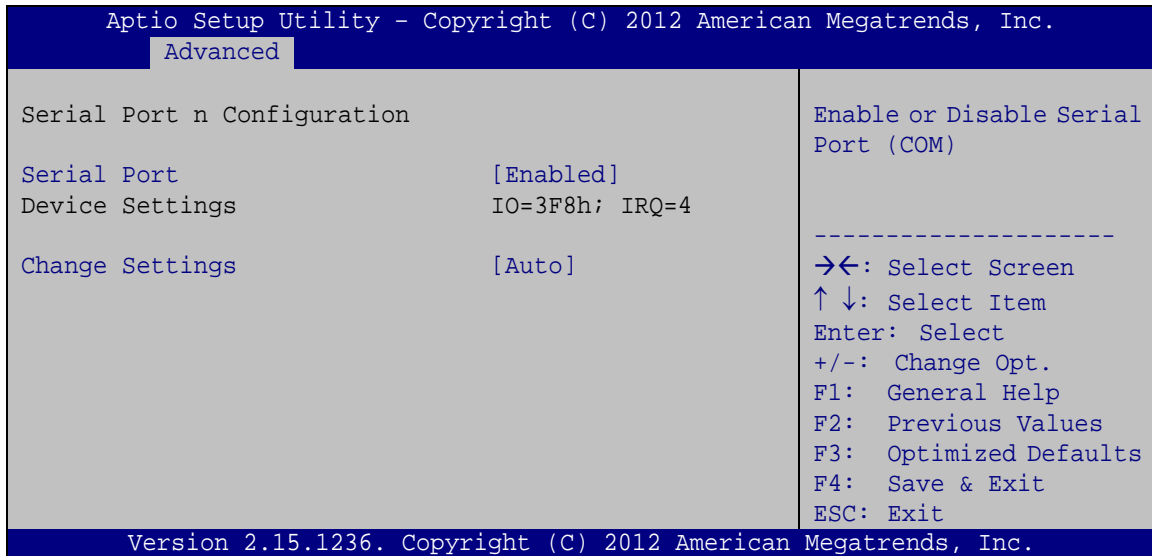 Aptio Setup Utility – Copyright (C) 2012 American Megatrends, Inc.
Advanced
Serial Port n Configuration
Serial Port [Enabled]
Device Settings IO=3F8h; IRQ=4
Change Settings [Auto]
Enable or Disable Serial
Port (COM)
---------------------
→←: Select Screen
↑ ↓: Select Item
Enter: Select
+/-: Change Opt.
F1: General Help
F2: Previous Values
F3: Optimized Defaults
F4: Save & Exit
ESC: Exit
Version 2.15.1236. Copyright (C) 2012 American Megatrends, Inc.